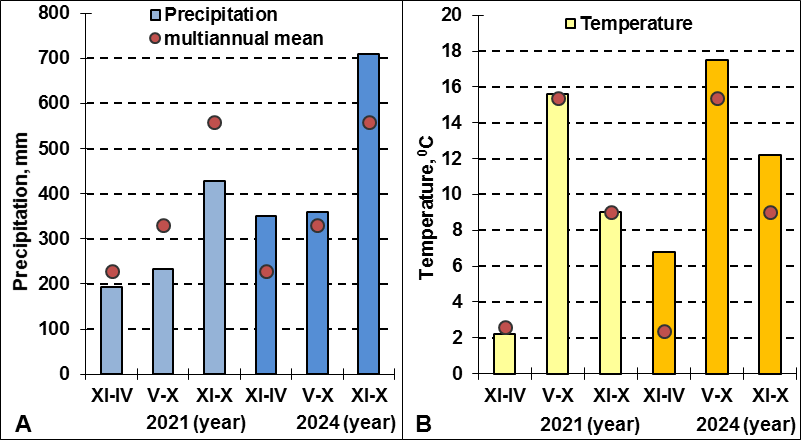 Precipitation
multiannual mean
Precipitation, mm
800
700
600
500
400
300
200
100
0
XI-IV V-X XI-X XI-IV V-X XI-X
2021 (year) 2024 (year)
A
Temperature
Temperature, ⁰C
20
18
16
14
12
10
8
6
4
2
0
XI-IV V-X XI-X XI-IV V-X XI-X
2021 (year) 2024 (year)
B